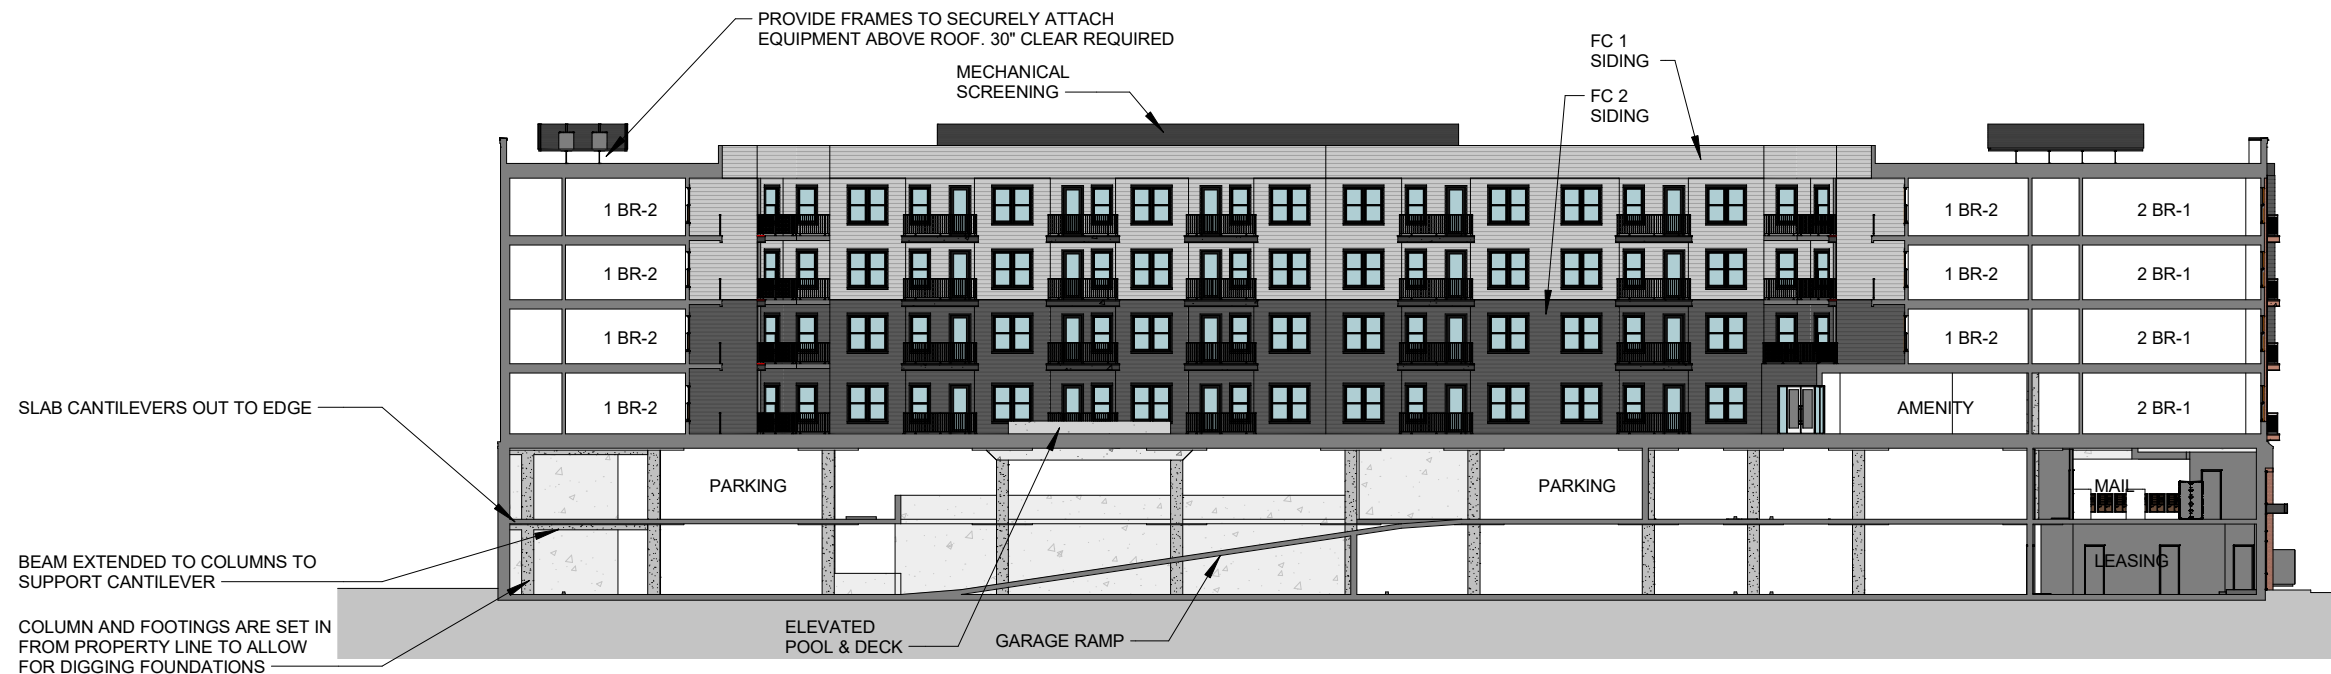 PROVIDE FRAMES TO SECURELY ATTACH
EQUIPMENT ABOVE ROOF. 30" CLEAR REQUIRED
MECHANICAL
SCREENING
FC 1
SIDING
FC 2
SIDING
1 BR-2
1 BR-2
2 BR-1
1 BR-2
1 BR-2
2 BR-1
1 BR-2
1 BR-2
2 BR-1
1 BR-2
AMENITY
2 BR-1
SLAB CANTILEVERS OUT TO EDGE
PARKING
PARKING
MAIL
BEAM EXTENDED TO COLUMNS TO
SUPPORT CANTILEVER
LEASING
COLUMN AND FOOTINGS ARE SET IN
FROM PROPERTY LINE TO ALLOW
FOR DIGGING FOUNDATIONS
ELEVATED
POOL & DECK
GARAGE RAMP